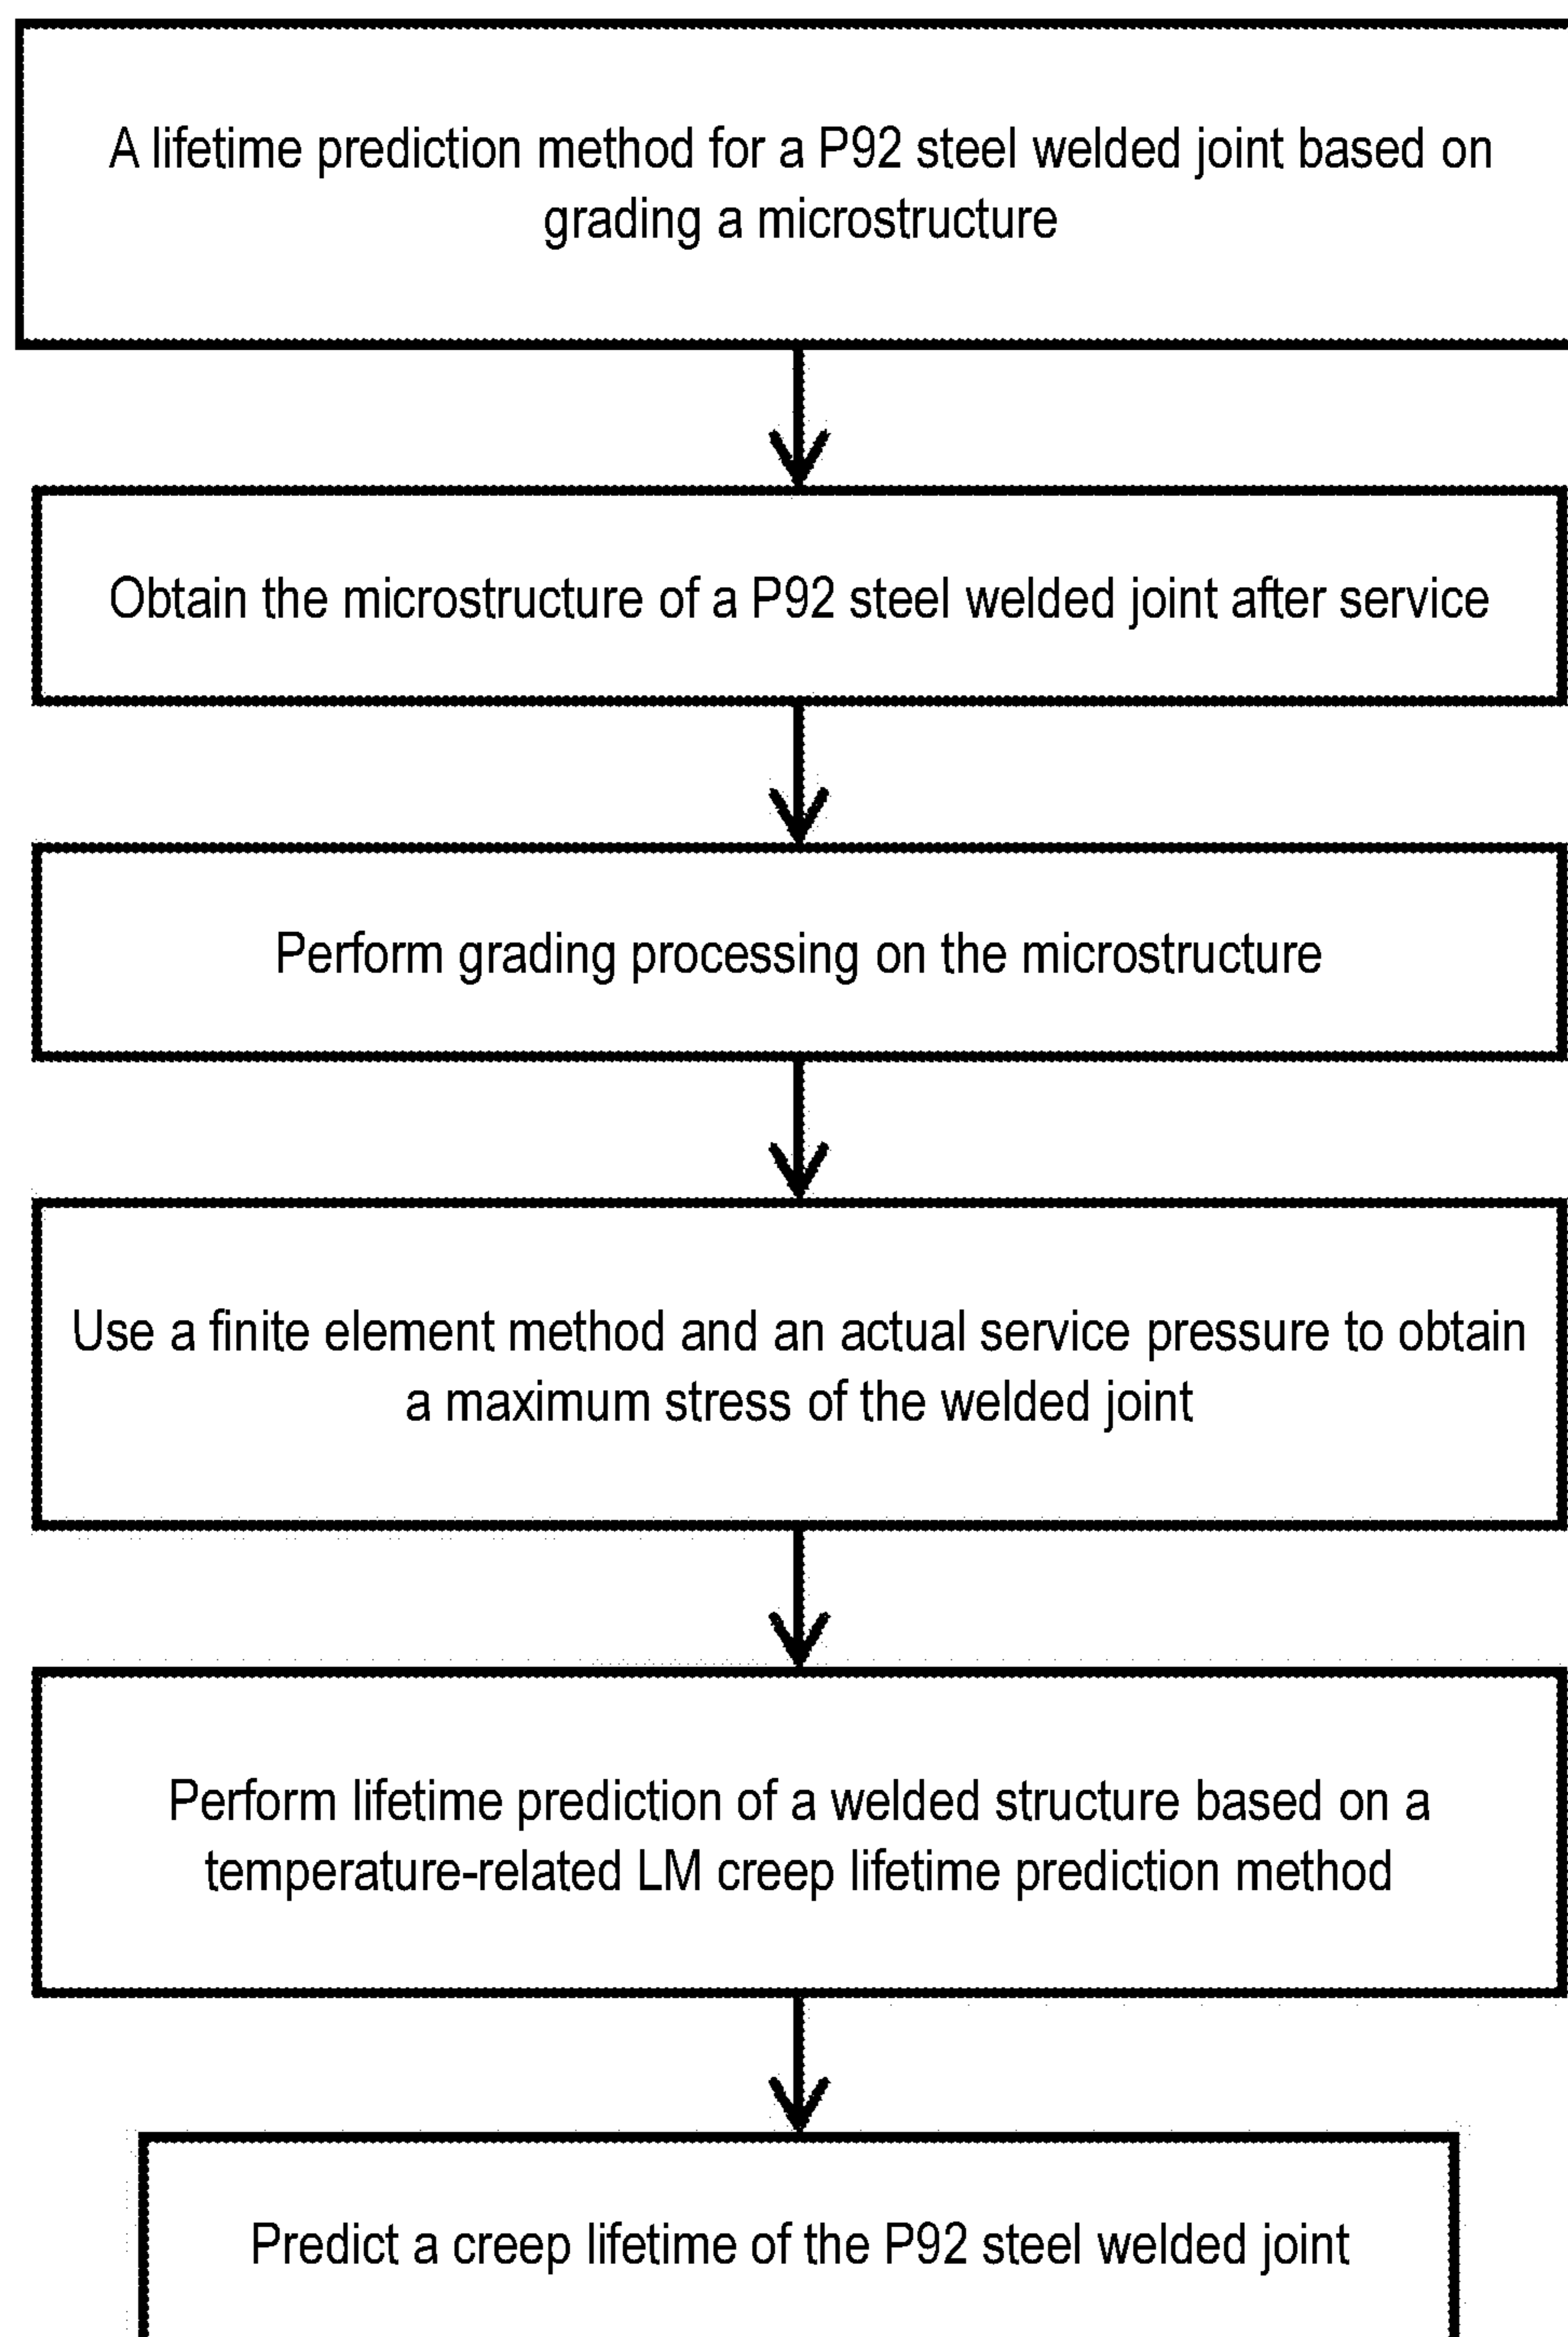 A lifetime prediction method for a P92 steel welded joint based on
grading a microstructure
Obtain the microstructure of a P92 steel welded joint after service
Perform grading processing on the microstructure
Use a finite element method and an actual service pressure to obtain
a maximum stress of the welded joint
Perform lifetime prediction of a welded structure based on a
temperature-related LM creep lifetime prediction method
Predict a creep lifetime of the P92 steel welded joint